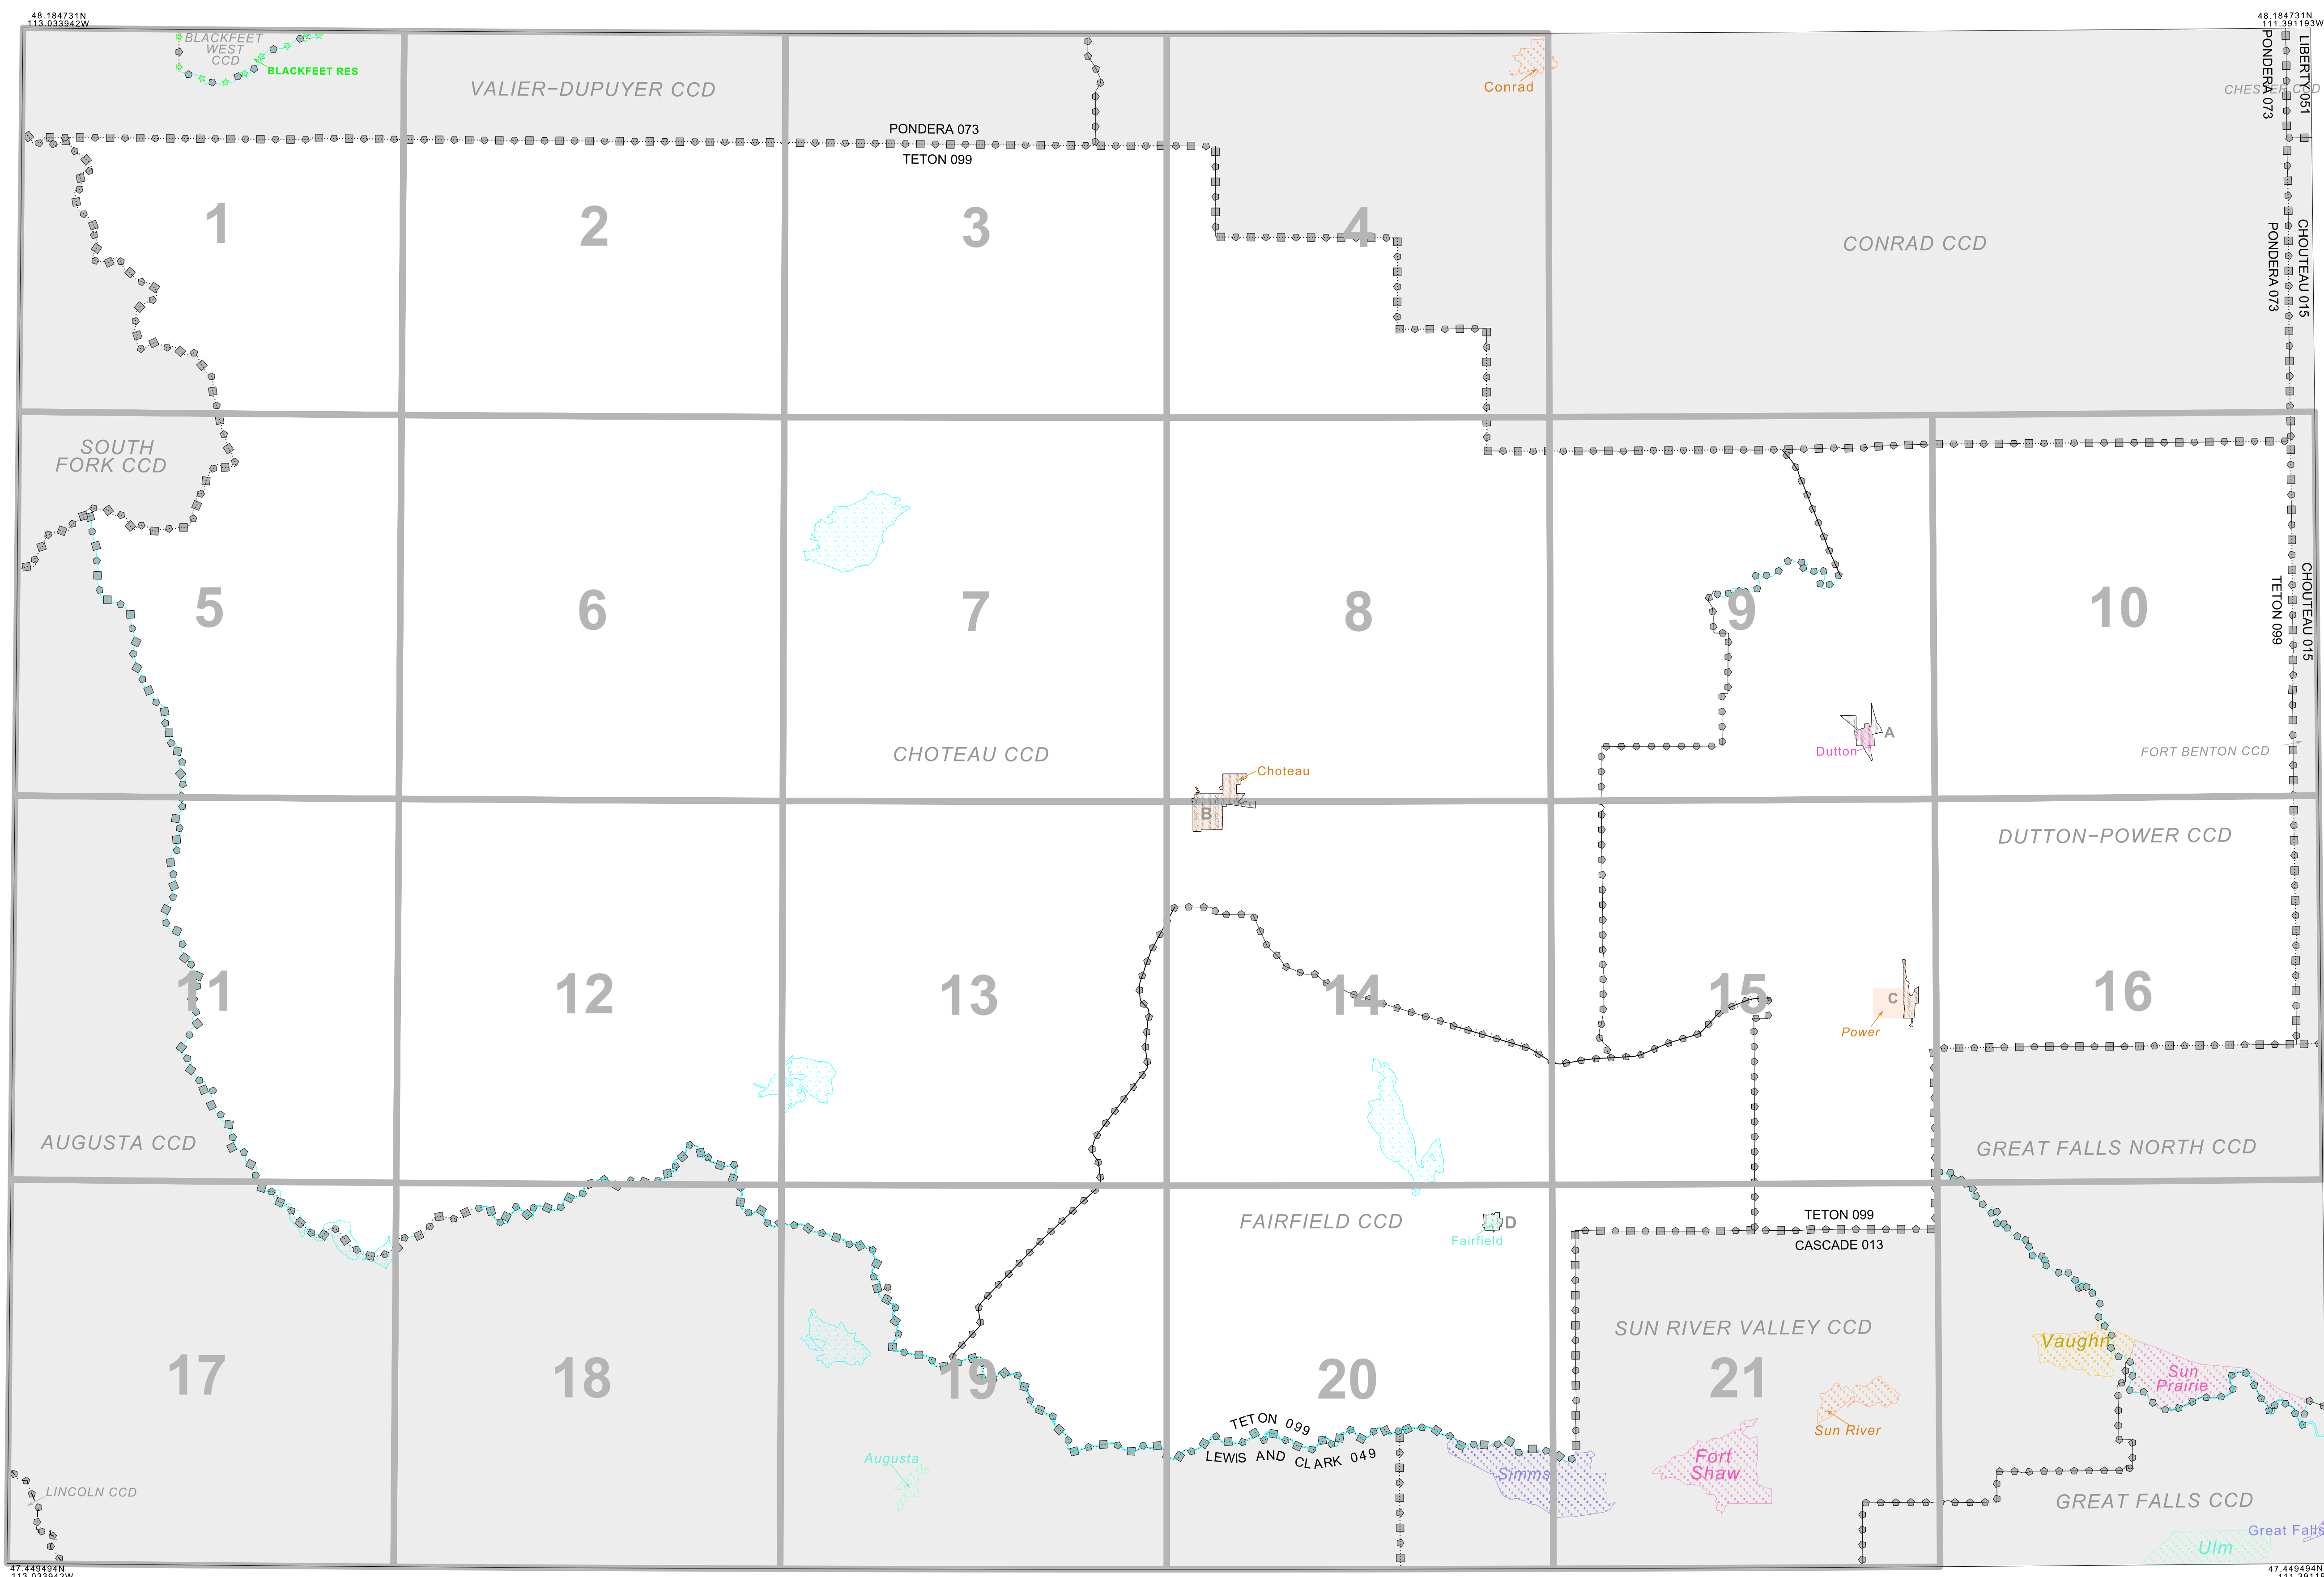 48.184731N
113.033942W
48.184731N
111.391193W
BLACKFEET
WEST
CCD
BLACKFEET RES
VALIER-DUPUYER CCD
Conrad
PONDERA 073
LIBERTY 051
CHESTER CCD
PONDERA 073
TETON 099
1
2
3
4
CONRAD CCD
PONDERA 073
CHOUTEAU 015
SOUTH
FORK CCD
5
6
7
8
9
10
TETON 099
CHOUTEAU 015
CHOTEAU CCD
Choteau
Dutton
A
FORT BENTON CCD
B
DUTTON-POWER CCD
11
12
13
14
15
16
C
Power
AUGUSTA CCD
GREAT FALLS NORTH CCD
FAIRFIELD CCD
D
Fairfield
TETON 099
CASCADE 013
SUN RIVER VALLEY CCD
Vaughn
Sun
Prairie
17
18
19
20
21
TETON 099
LEWIS AND CLARK 049
Sun River
Augusta
Simms
Fort
Shaw
LINCOLN CCD
GREAT FALLS CCD
Great Falls
Ulm
47.449494N
113.033942W
47.449494N